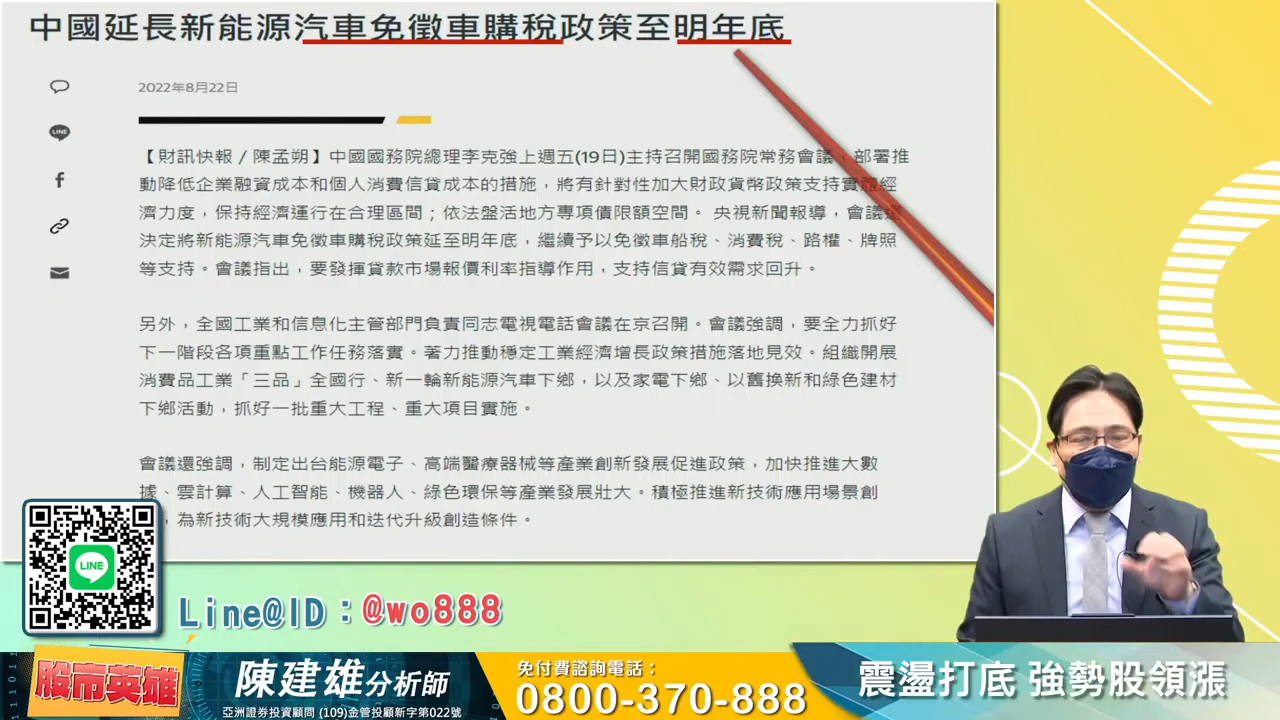 中國延長新能源汽車免徵車購稅政策至明年底
2022年8月22日
【財訊快報／陳孟朔】中國國務院總理李克強上週五(19日)主持召開國務院常務會議，部署推
動降低企業融資成本和個人消費信貸成本的措施，將有針對性加大財政貨幣政策支持實體經
濟力度，保持經濟運行在合理區間；依法盤活地方專項債限額空間。 央視新聞報導，會議還
決定將新能源汽車免徵車購稅政策延至明年底，繼續予以免徵車船稅、消費稅、路權、牌照
等支持。會議指出，要發揮貸款市場報價利率指導作用，支持信貸有效需求回升。
另外，全國工業和信息化主管部門負責同志電視電話會議在京召開。會議強調，要全力抓好
下一階段各項重點工作任務落實。著力推動穩定工業經濟增長政策措施落地見效。組織開展
消費品工業「三品」全國行、新一輪新能源汽車下鄉，以及家電下鄉、以舊換新和綠色建材
下鄉活動，抓好一批重大工程、重大項目實施。
會議還強調，制定出台能源電子、高端醫療器械等產業創新發展促進政策，加快推進大數
據、雲計算、人工智能、機器人、綠色環保等產業發展壯大。積極推進新技術應用場景創
，為新技術大規模應用和迭代升級創造條件。
LINE
LINE
Line@ID：@wo888
股市英雄
陳建雄分析師
亞洲證券投資顧問 (109)金管投顧新字第022號
免付費諮詢電話：
0800-370-888
震盪打底 強勢股領漲